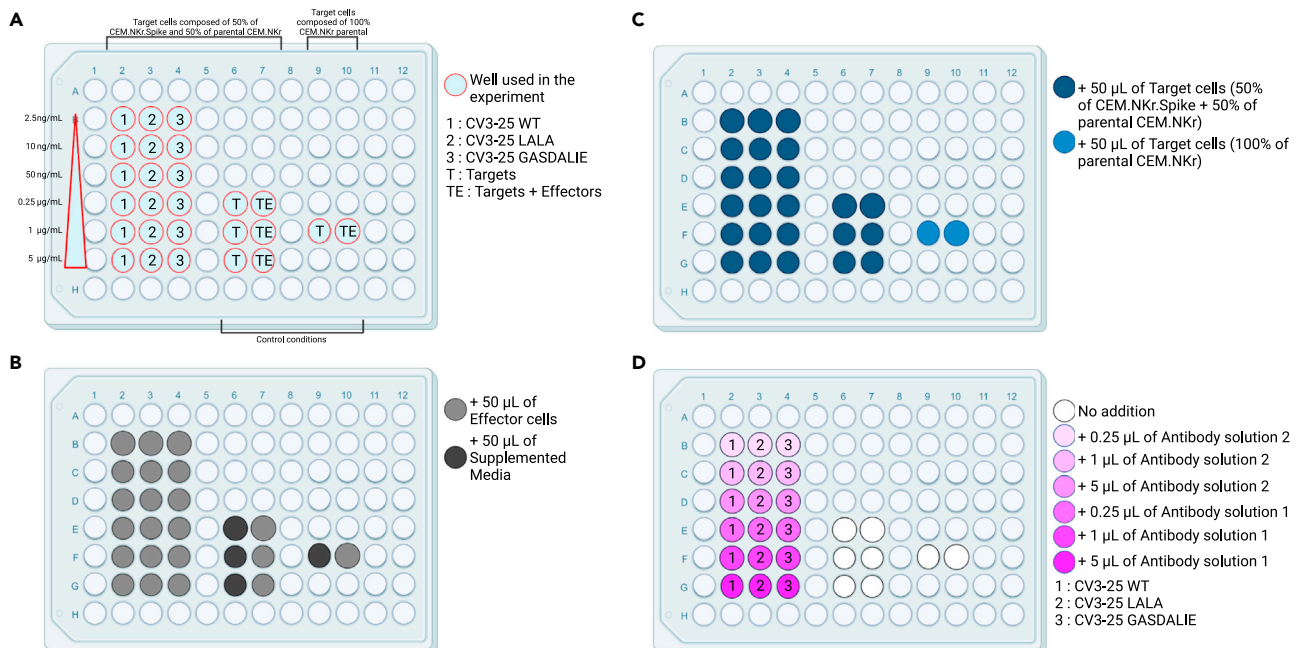 A
Target cells composed of 50% of
CEM.NKr.Spike and 50% of parental CEM.NKr
Target cells
composed of 100%
CEM.NKr parental
1 2 3 4 5 6 7 8 9 10 11 12
A
2.5ng/mL B 1 2 3
10 ng/mL 1 2 3
50 ng/mL 1 2 3
0.25 µg/mL 1 2 3 T TE
1 µg/mL 1 2 3 T TE T TE
5 µg/mL 1 2 3 T TE
H
Control conditions
Well used in the
experiment
1 : CV3-25 WT
2 : CV3-25 LALA
3 : CV3-25 GASDALIE
T : Targets
TE : Targets + Effectors
C
1 2 3 4 5 6 7 8 9 10 11 12
A
B
C
D
E
F
G
H
+ 50 µL of Target cells (50%
of CEM.NKr.Spike + 50% of
parental CEM.NKr)
+ 50 µL of Target cells (100% of
parental CEM.NKr)
B
1 2 3 4 5 6 7 8 9 10 11 12
A
B
C
D
E
F
G
H
+ 50 µL of
Effector cells
+ 50 µL of
Supplemented
Media
D
1 2 3 4 5 6 7 8 9 10 11 12
A
B 1 2 3
C 1 2 3
D 1 2 3
E 1 2 3
F 1 2 3
G 1 2 3
H
No addition
+ 0.25 µL of Antibody solution 2
+ 1 µL of Antibody solution 2
+ 5 µL of Antibody solution 2
+ 0.25 µL of Antibody solution 1
+ 1 µL of Antibody solution 1
+ 5 µL of Antibody solution 1
1 : CV3-25 WT
2 : CV3-25 LALA
3 : CV3-25 GASDALIE